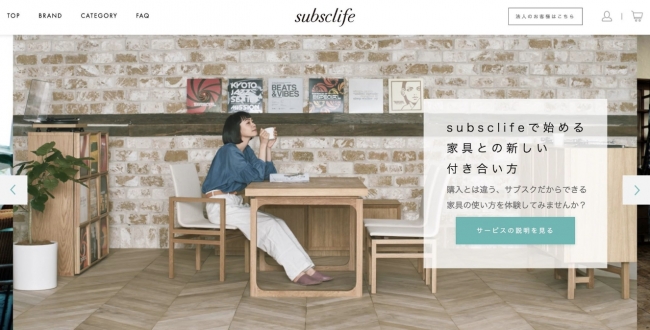 TOP
BRAND
CATEGORY
FAQ
subsclife
法人のお客様はこちら
KYOTO
JAZZ
SEXTET
MISSION
BEATS
&VIBES
subsclifeで始める
家具との新しい
付き合い方
購入とは違う、サブスクだからできる
家具の使い方を体験してみませんか？
サービスの説明を見る